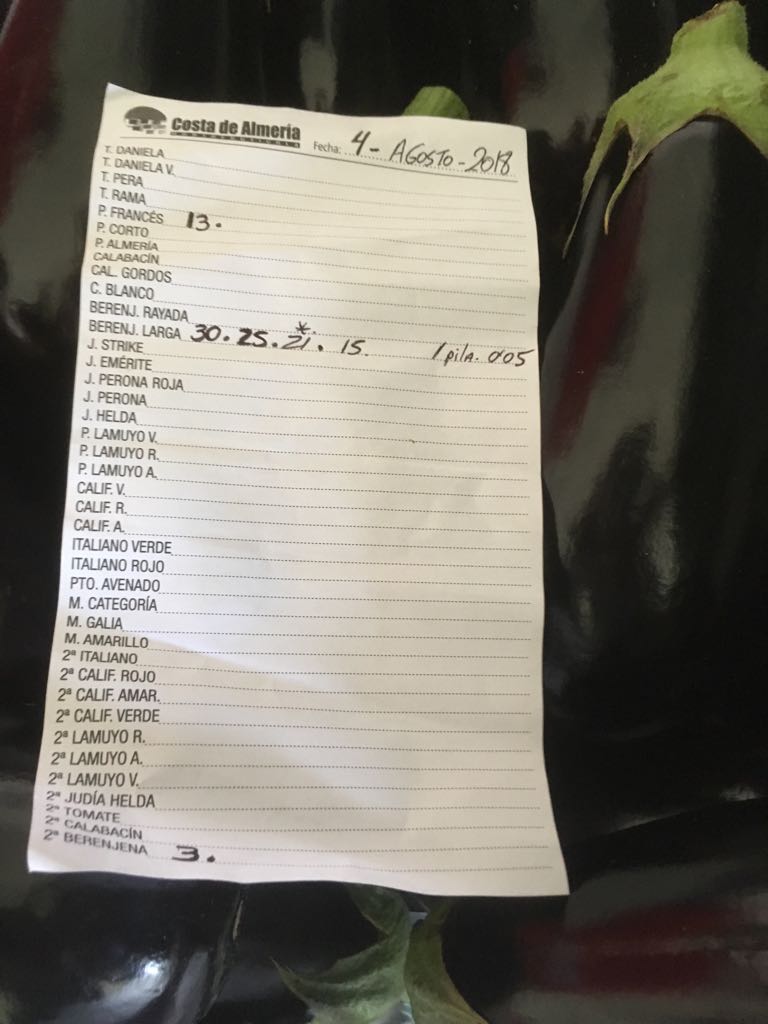 Costa de Almería
Fecha: 4 - AGOSTO - 2018
T. DANIELA
T. DANIELA V.
T. PERA
T. RAMA
P. FRANCÉS 13.
P. CORTO
P. ALMERÍA
CALABACÍN
CAL. GORDOS
C. BLANCO
BERENJ. RAYADA
BERENJ. LARGA 30. 25. 21.* 15. 1 pila. 0'05
J. STRIKE
J. EMÉRITE
J. PERONA ROJA
J. PERONA
J. HELDA
P. LAMUYO V.
P. LAMUYO R.
P. LAMUYO A.
CALIF. V.
CALIF. R.
CALIF. A.
ITALIANO VERDE
ITALIANO ROJO
PTO. AVENADO
M. CATEGORÍA
M. GALIA
M. AMARILLO
2ª ITALIANO
2ª CALIF. ROJO
2ª CALIF. AMAR.
2ª CALIF. VERDE
2ª LAMUYO R.
2ª LAMUYO A.
2ª LAMUYO V.
2ª JUDÍA HELDA
2ª TOMATE
2ª CALABACÍN
2ª BERENJENA 3.